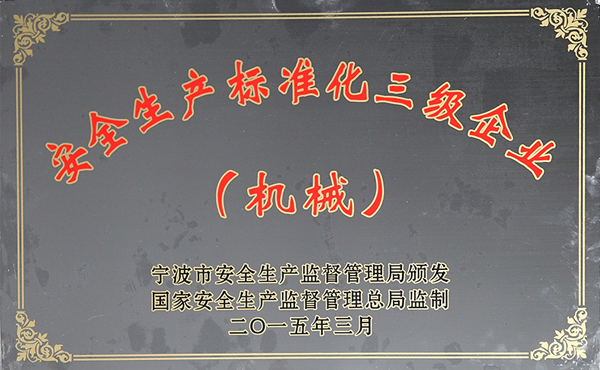 安全生产标准化三级企业
（机械）
宁波市安全生产监督管理局颁发
国家安全生产监督管理总局监制
二〇一五年三月